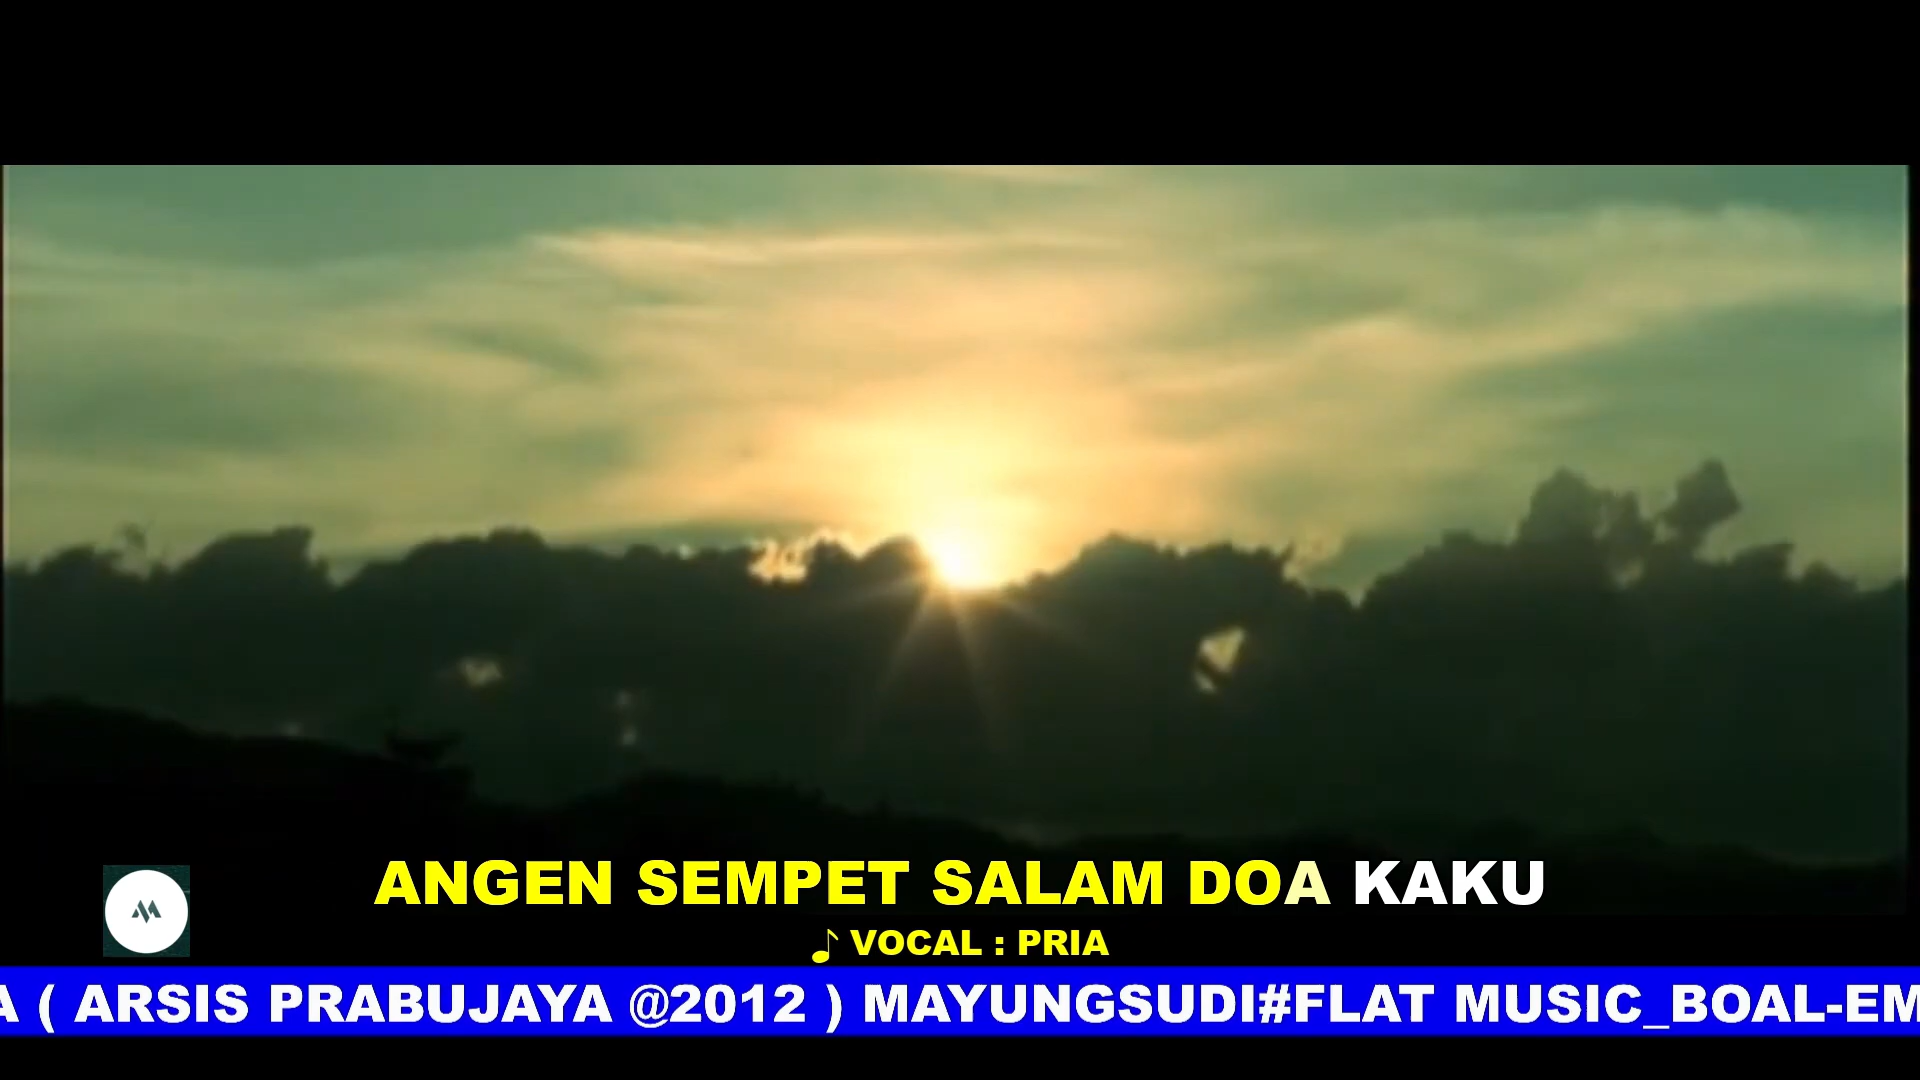 ANGEN SEMPET SALAM DOA KAKU
♪ VOCAL : PRIA
A ( ARSIS PRABUJAYA @2012 ) MAYUNGSUDI#FLAT MUSIC_BOAL-EM